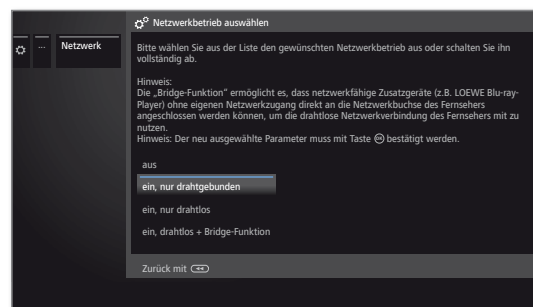 Netzwerkbetrieb auswählen
... Netzwerk
Bitte wählen Sie aus der Liste den gewünschten Netzwerkbetrieb aus oder schalten Sie ihn
vollständig ab.
Hinweis:
Die „Bridge-Funktion" ermöglicht es, dass netzwerkfähige Zusatzgeräte (z.B. LOEWE Blu-ray-
Player) ohne eigenen Netzwerkzugang direkt an die Netzwerkbuchse des Fernsehers
angeschlossen werden können, um die drahtlose Netzwerkverbindung des Fernsehers mit zu
nutzen.
Hinweis: Der neu ausgewählte Parameter muss mit Taste OK bestätigt werden.
aus
ein, nur drahtgebunden
ein, nur drahtlos
ein, drahtlos + Bridge-Funktion
Zurück mit